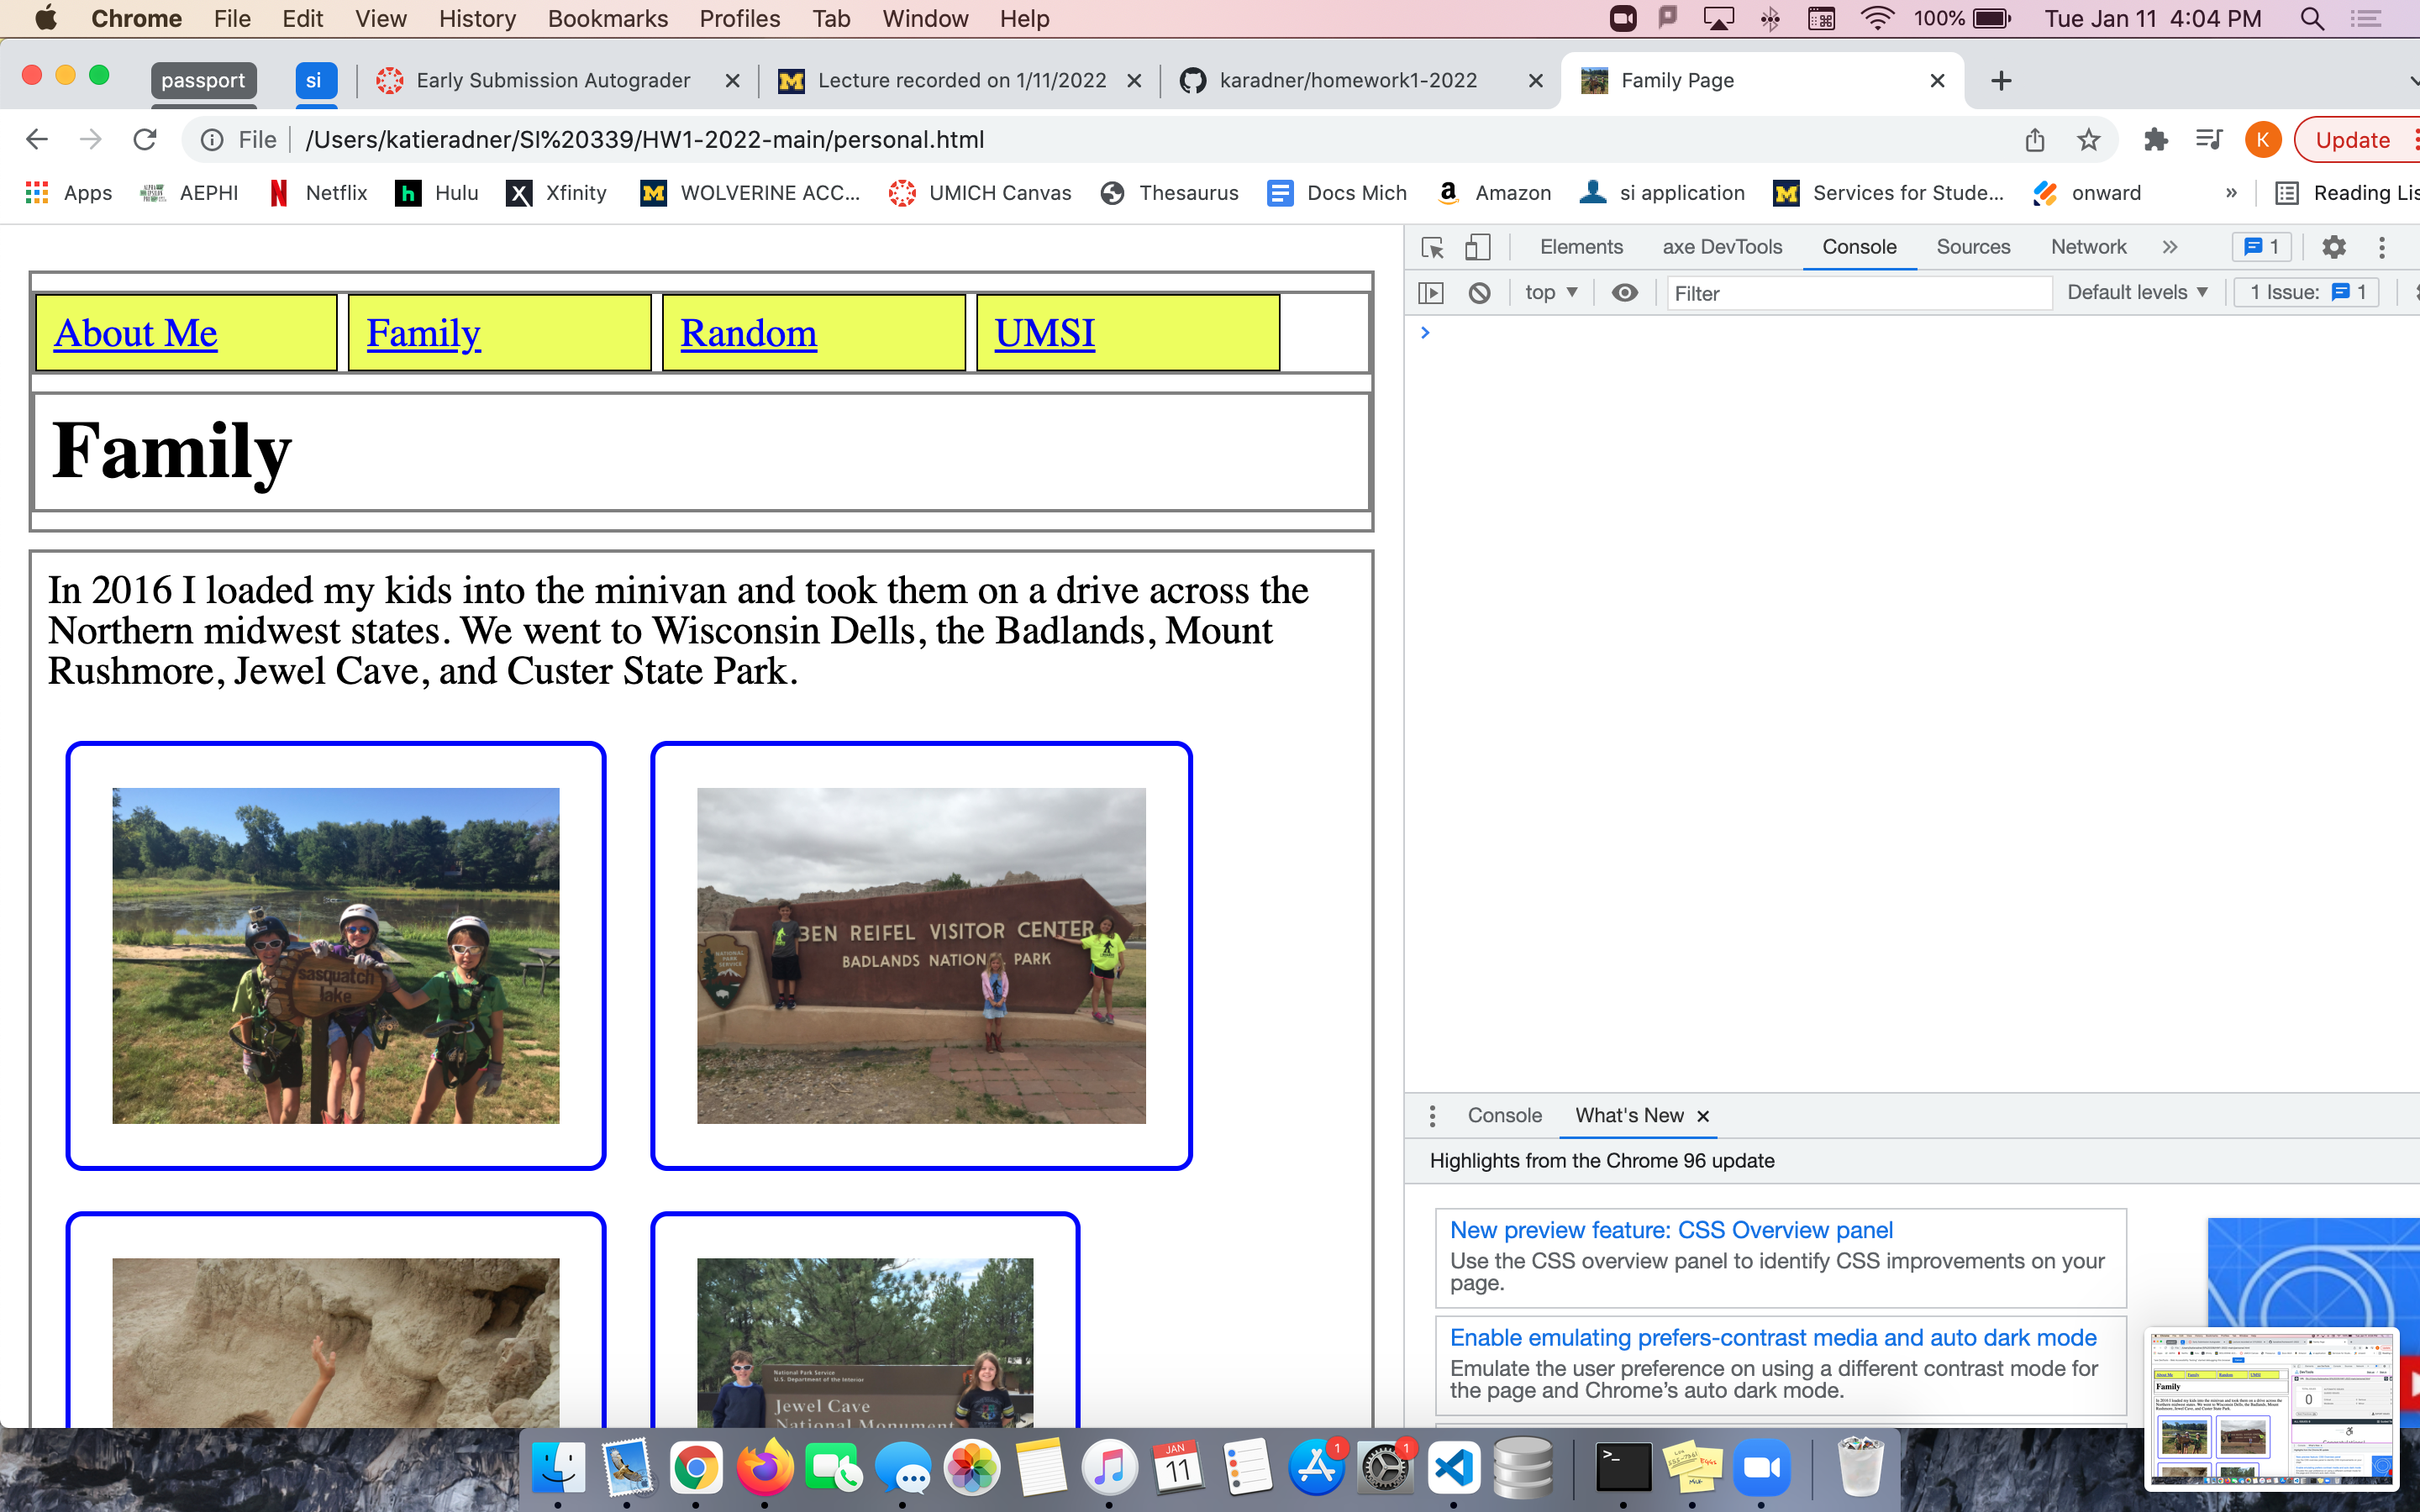 Chrome File Edit View History Bookmarks Profiles Tab Window Help 100% Tue Jan 11 4:04 PM
passport si Early Submission Autograder Lecture recorded on 1/11/2022 karadner/homework1-2022 Family Page
File /Users/katieradner/SI%20339/HW1-2022-main/personal.html K Update
Apps AEPHI Netflix Hulu Xfinity WOLVERINE ACC... UMICH Canvas Thesaurus Docs Mich Amazon si application Services for Stude... onward » Reading Lis
Elements axe DevTools Console Sources Network » 1
top Filter Default levels 1 Issue: 1
About Me Family Random UMSI
Family
In 2016 I loaded my kids into the minivan and took them on a drive across the
Northern midwest states. We went to Wisconsin Dells, the Badlands, Mount
Rushmore, Jewel Cave, and Custer State Park.
sasquatch
lake
BEN REIFEL VISITOR CENTER
BADLANDS NATION PARK
NATIONAL
PARK
SERVICE
National Park Service
U.S. Department of the Interior
Jewel Cave
National Monument
Console What's New
Highlights from the Chrome 96 update
New preview feature: CSS Overview panel
Use the CSS overview panel to identify CSS improvements on your
page.
Enable emulating prefers-contrast media and auto dark mode
Emulate the user preference on using a different contrast mode for
the page and Chrome's auto dark mode.
Family
JAN
11
1
1